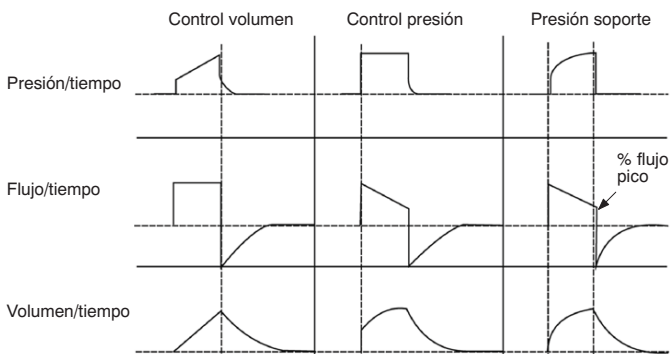 Control volumen
Control presión
Presión soporte
Presión/tiempo
% flujo
pico
Flujo/tiempo
Volumen/tiempo